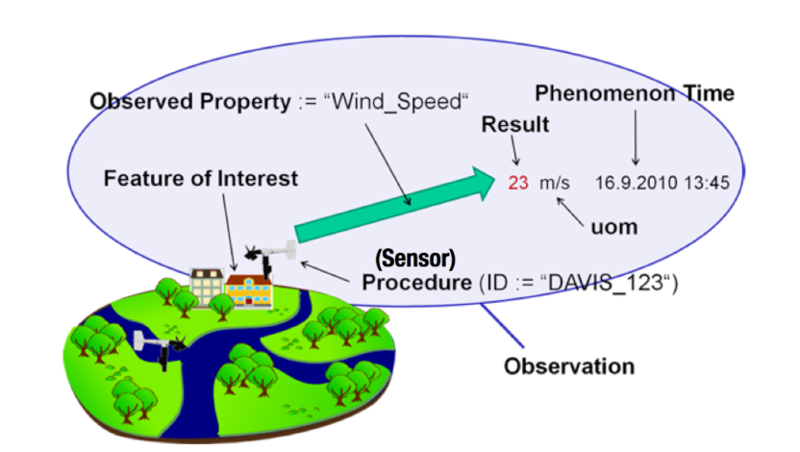 Observed Property := “Wind_Speed“
Phenomenon Time
Result
Feature of Interest
23 m/s 16.9.2010 13:45
uom
(Sensor)
Procedure (ID := “DAVIS_123“)
Observation